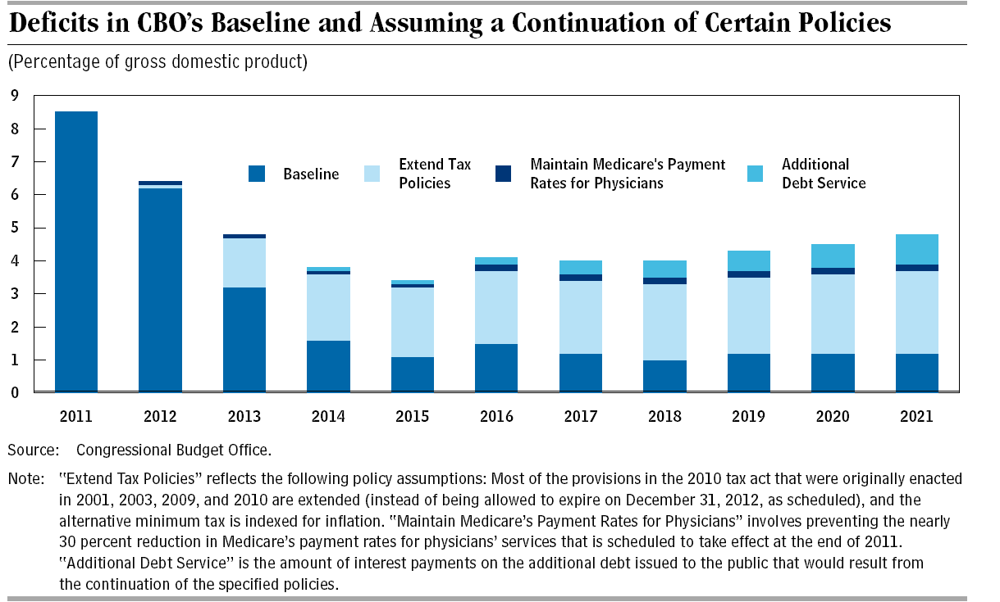 Deficits in CBO's Baseline and Assuming a Continuation of Certain Policies
(Percentage of gross domestic product)
9
8
7
6
5
4
3
2
1
0
Baseline
Extend Tax
Policies
Maintain Medicare's Payment
Rates for Physicians
Additional
Debt Service
2011 2012 2013 2014 2015 2016 2017 2018 2019 2020 2021
Source: Congressional Budget Office.
Note: "Extend Tax Policies" reflects the following policy assumptions: Most of the provisions in the 2010 tax act that were originally enacted
in 2001, 2003, 2009, and 2010 are extended (instead of being allowed to expire on December 31, 2012, as scheduled), and the
alternative minimum tax is indexed for inflation. "Maintain Medicare's Payment Rates for Physicians" involves preventing the nearly
30 percent reduction in Medicare's payment rates for physicians' services that is scheduled to take effect at the end of 2011.
"Additional Debt Service" is the amount of interest payments on the additional debt issued to the public that would result from
the continuation of the specified policies.